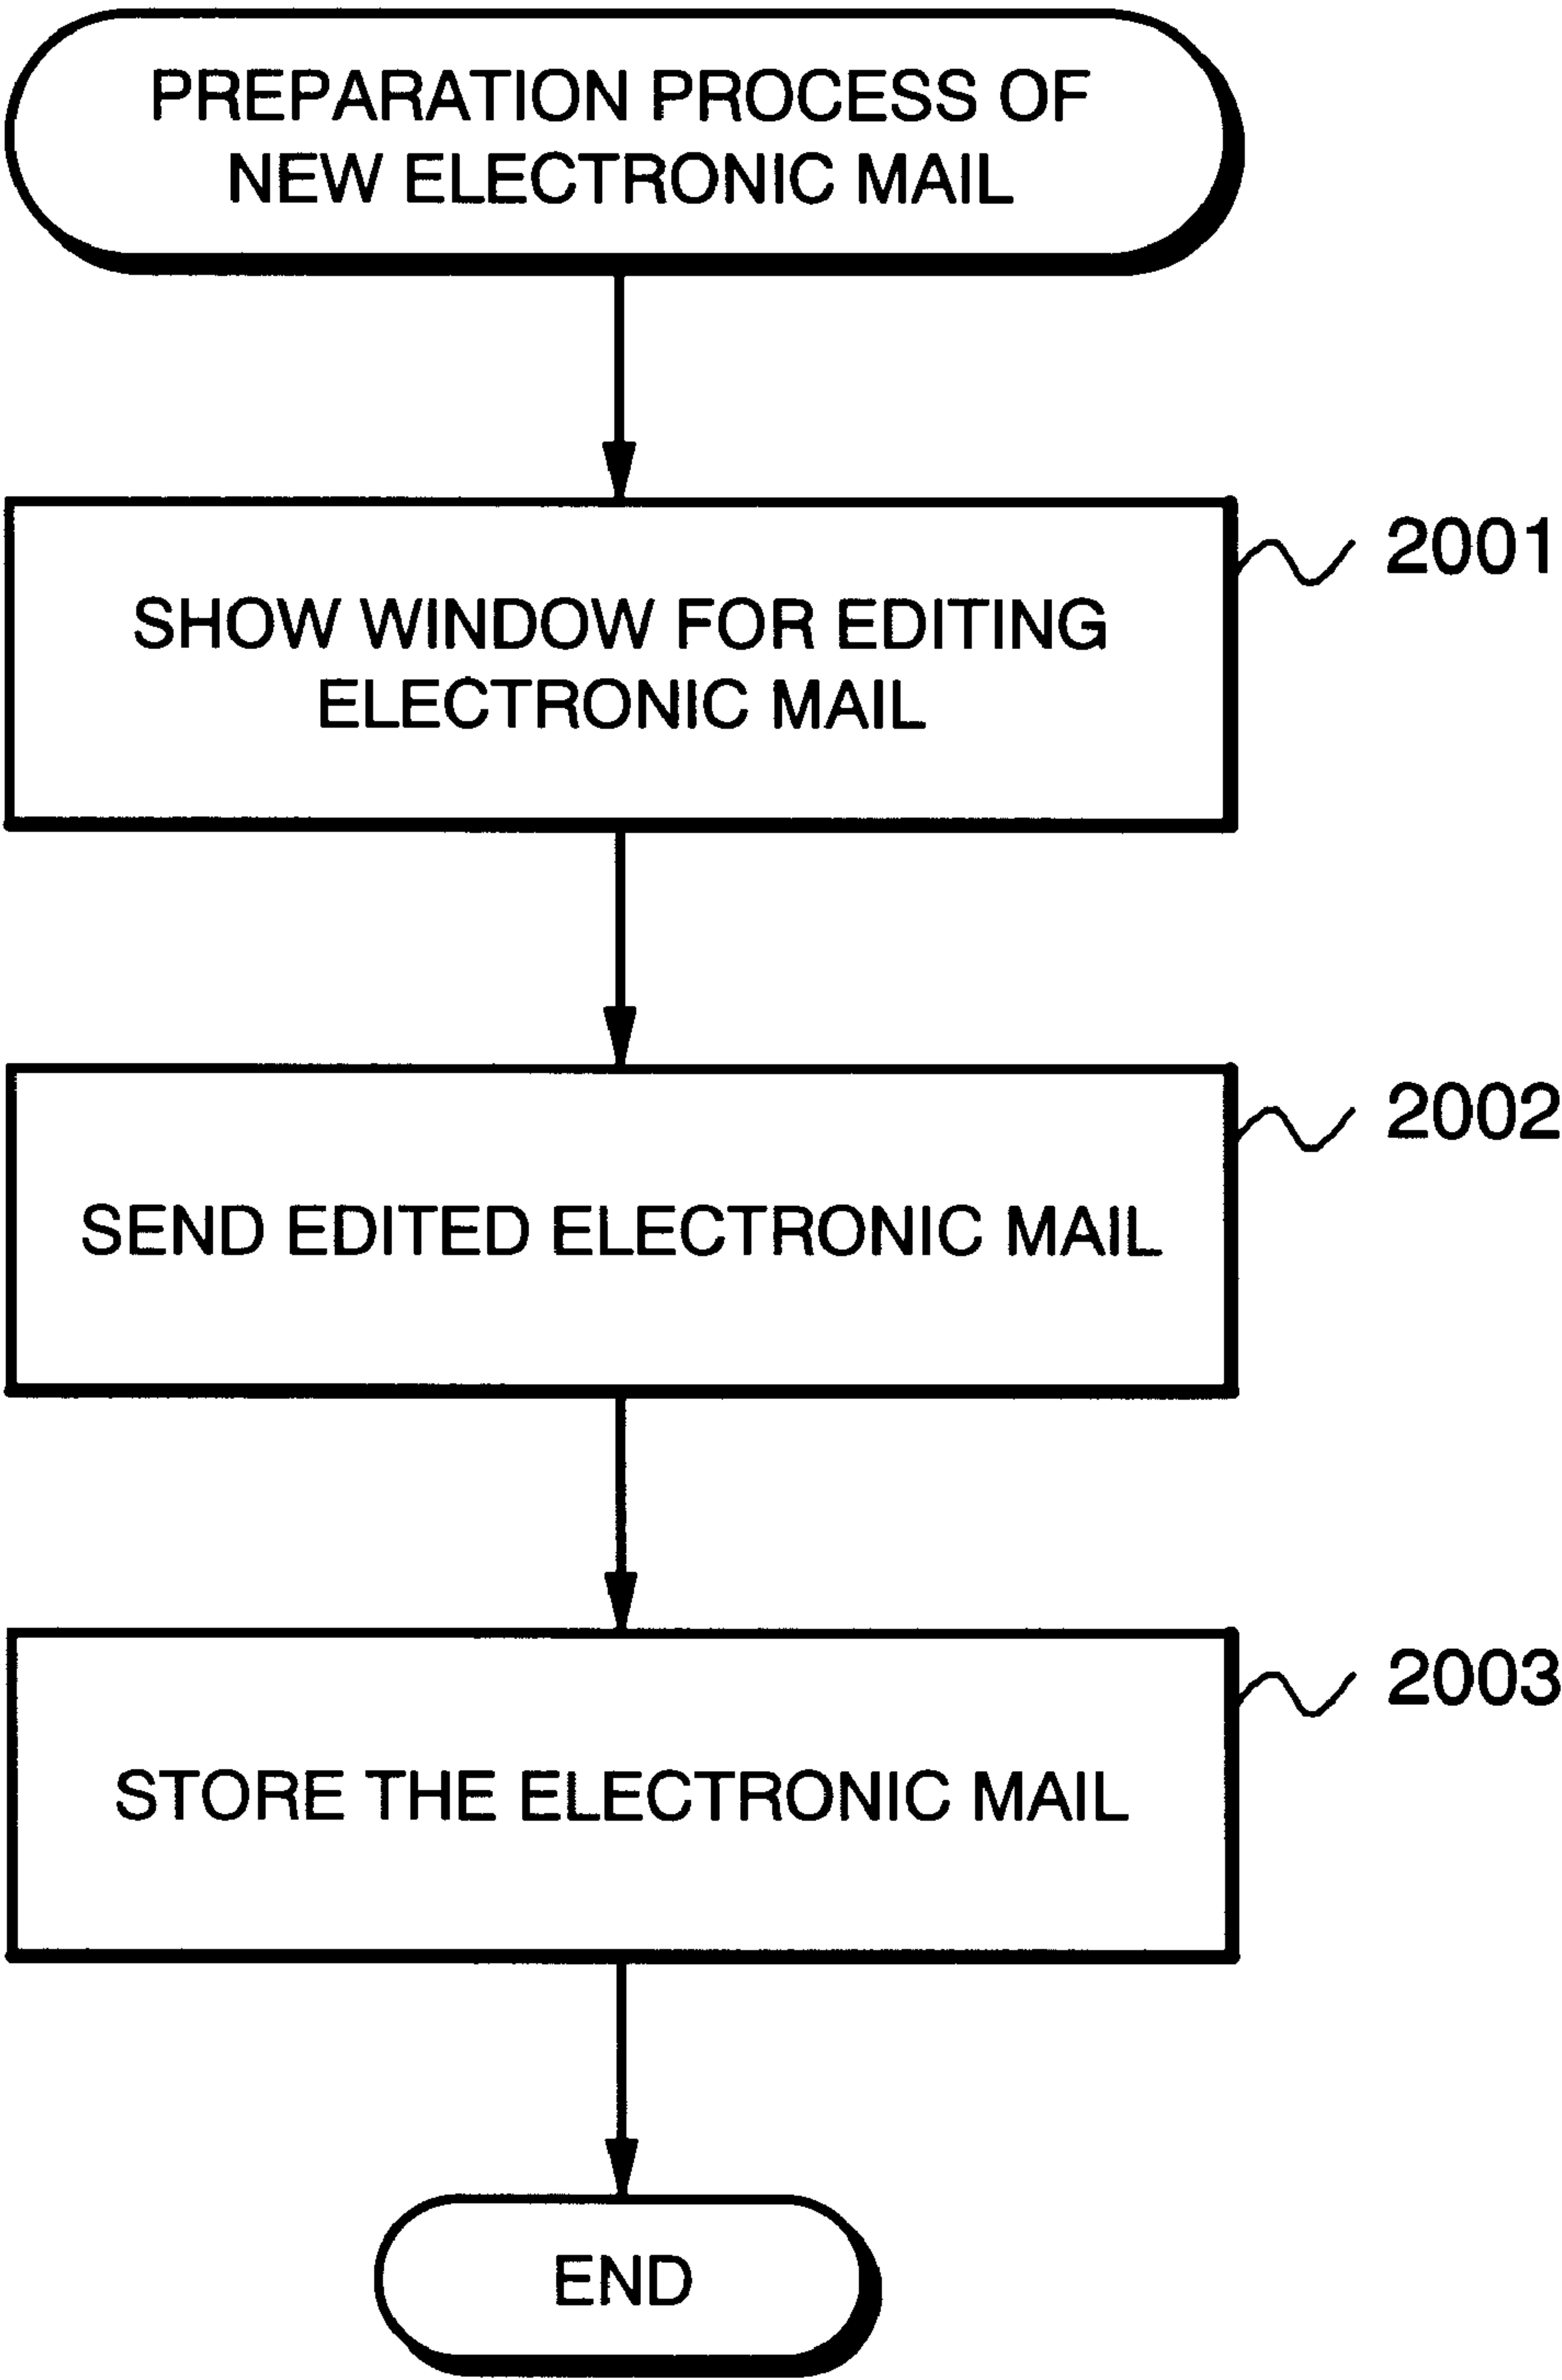 PREPARATION PROCESS OF
NEW ELECTRONIC MAIL
2001
SHOW WINDOW FOR EDITING
ELECTRONIC MAIL
2002
SEND EDITED ELECTRONIC MAIL
2003
STORE THE ELECTRONIC MAIL
END